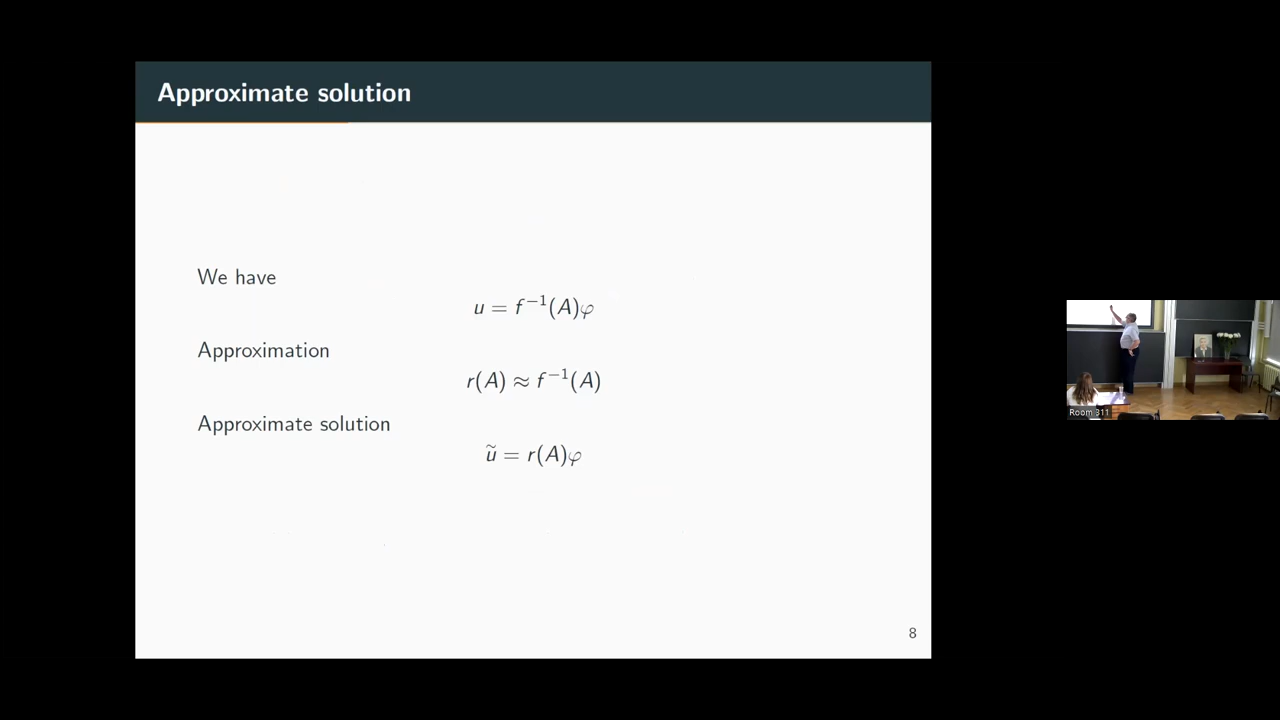 Approximate solution
We have
u = f⁻¹(A)φ
Approximation
r(A) ≈ f⁻¹(A)
Approximate solution
ũ = r(A)φ
8
Room 311